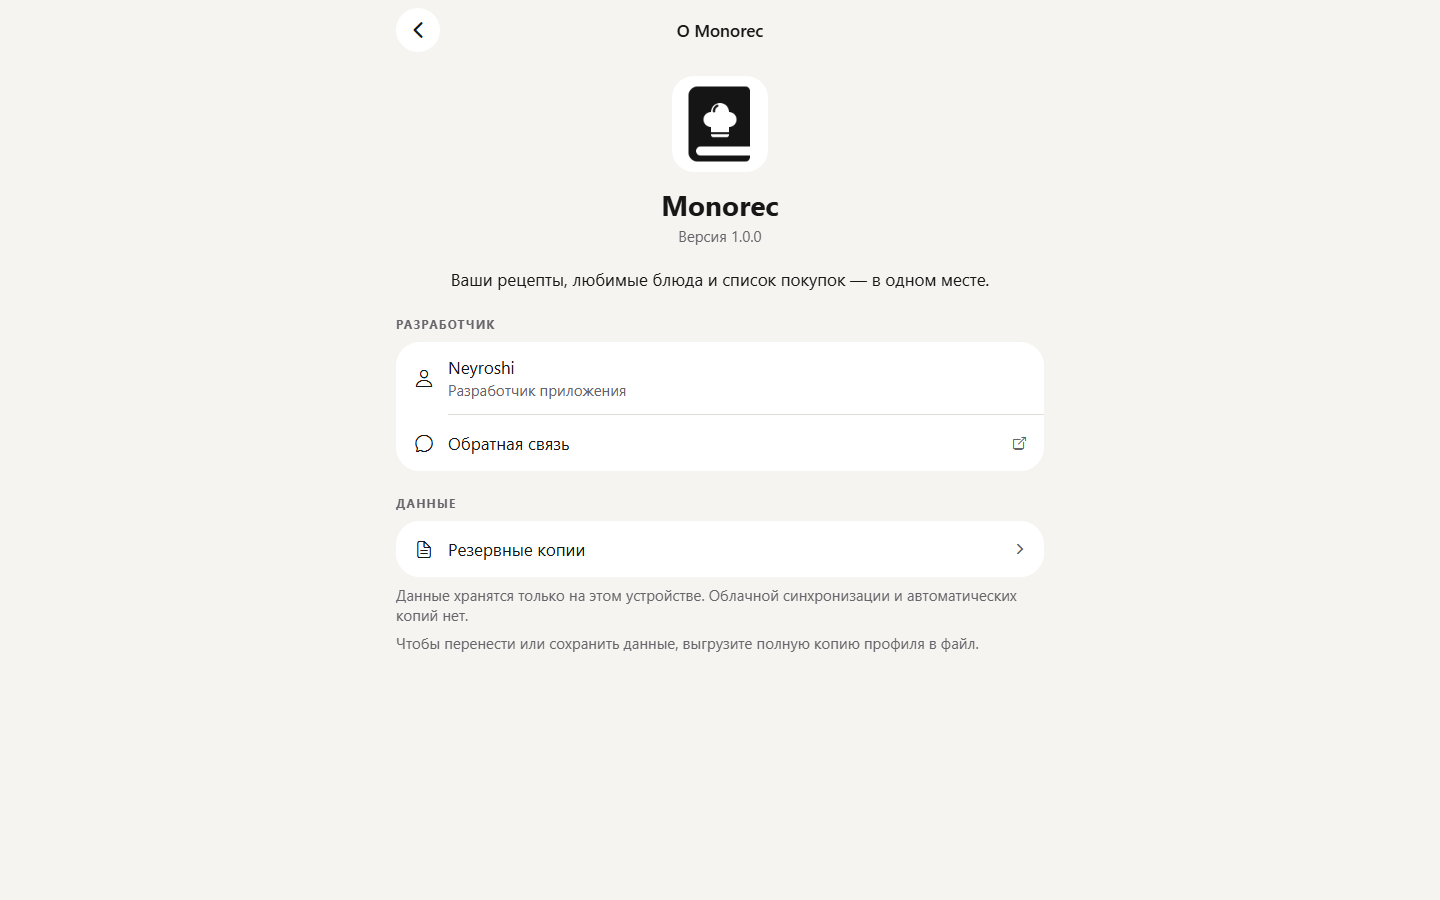 О Monorec
Monorec
Версия 1.0.0
Ваши рецепты, любимые блюда и список покупок — в одном месте.
РАЗРАБОТЧИК
Neyroshi
Разработчик приложения
Обратная связь
ДАННЫЕ
Резервные копии
Данные хранятся только на этом устройстве. Облачной синхронизации и автоматических
копий нет.
Чтобы перенести или сохранить данные, выгрузите полную копию профиля в файл.